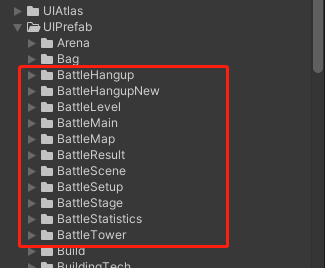 UIAtlas
UIPrefab
Arena
Bag
BattleHangup
BattleHangupNew
BattleLevel
BattleMain
BattleMap
BattleResult
BattleScene
BattleSetup
BattleStage
BattleStatistics
BattleTower
Build
BuildingTech